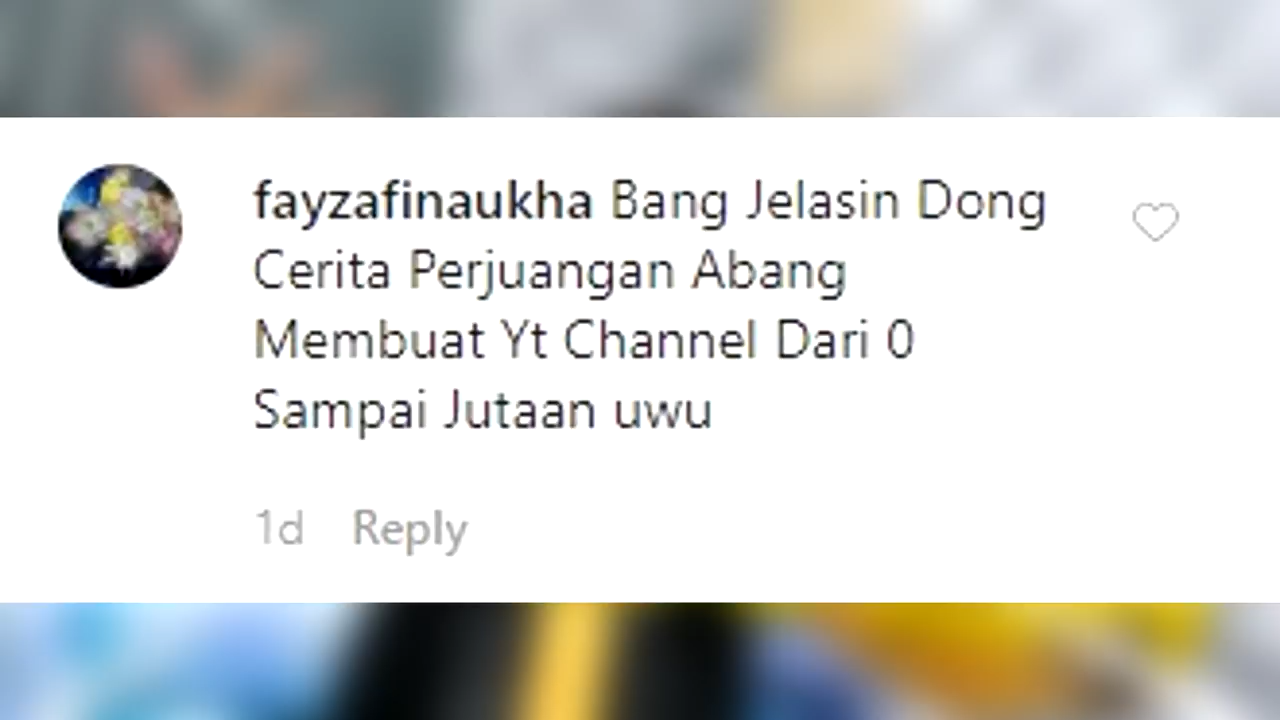 fayzafinaukha Bang Jelasin Dong
Cerita Perjuangan Abang
Membuat Yt Channel Dari 0
Sampai Jutaan uwu
1d Reply